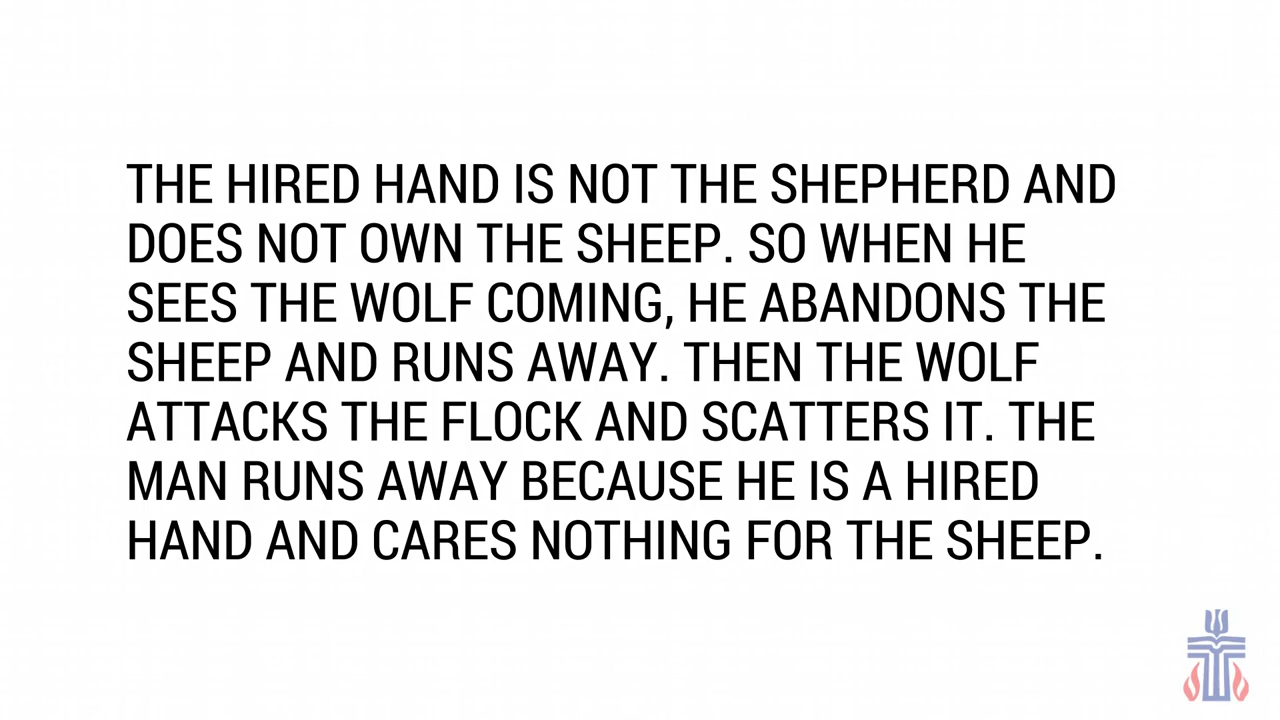 THE HIRED HAND IS NOT THE SHEPHERD AND
DOES NOT OWN THE SHEEP. SO WHEN HE
SEES THE WOLF COMING, HE ABANDONS THE
SHEEP AND RUNS AWAY. THEN THE WOLF
ATTACKS THE FLOCK AND SCATTERS IT. THE
MAN RUNS AWAY BECAUSE HE IS A HIRED
HAND AND CARES NOTHING FOR THE SHEEP.